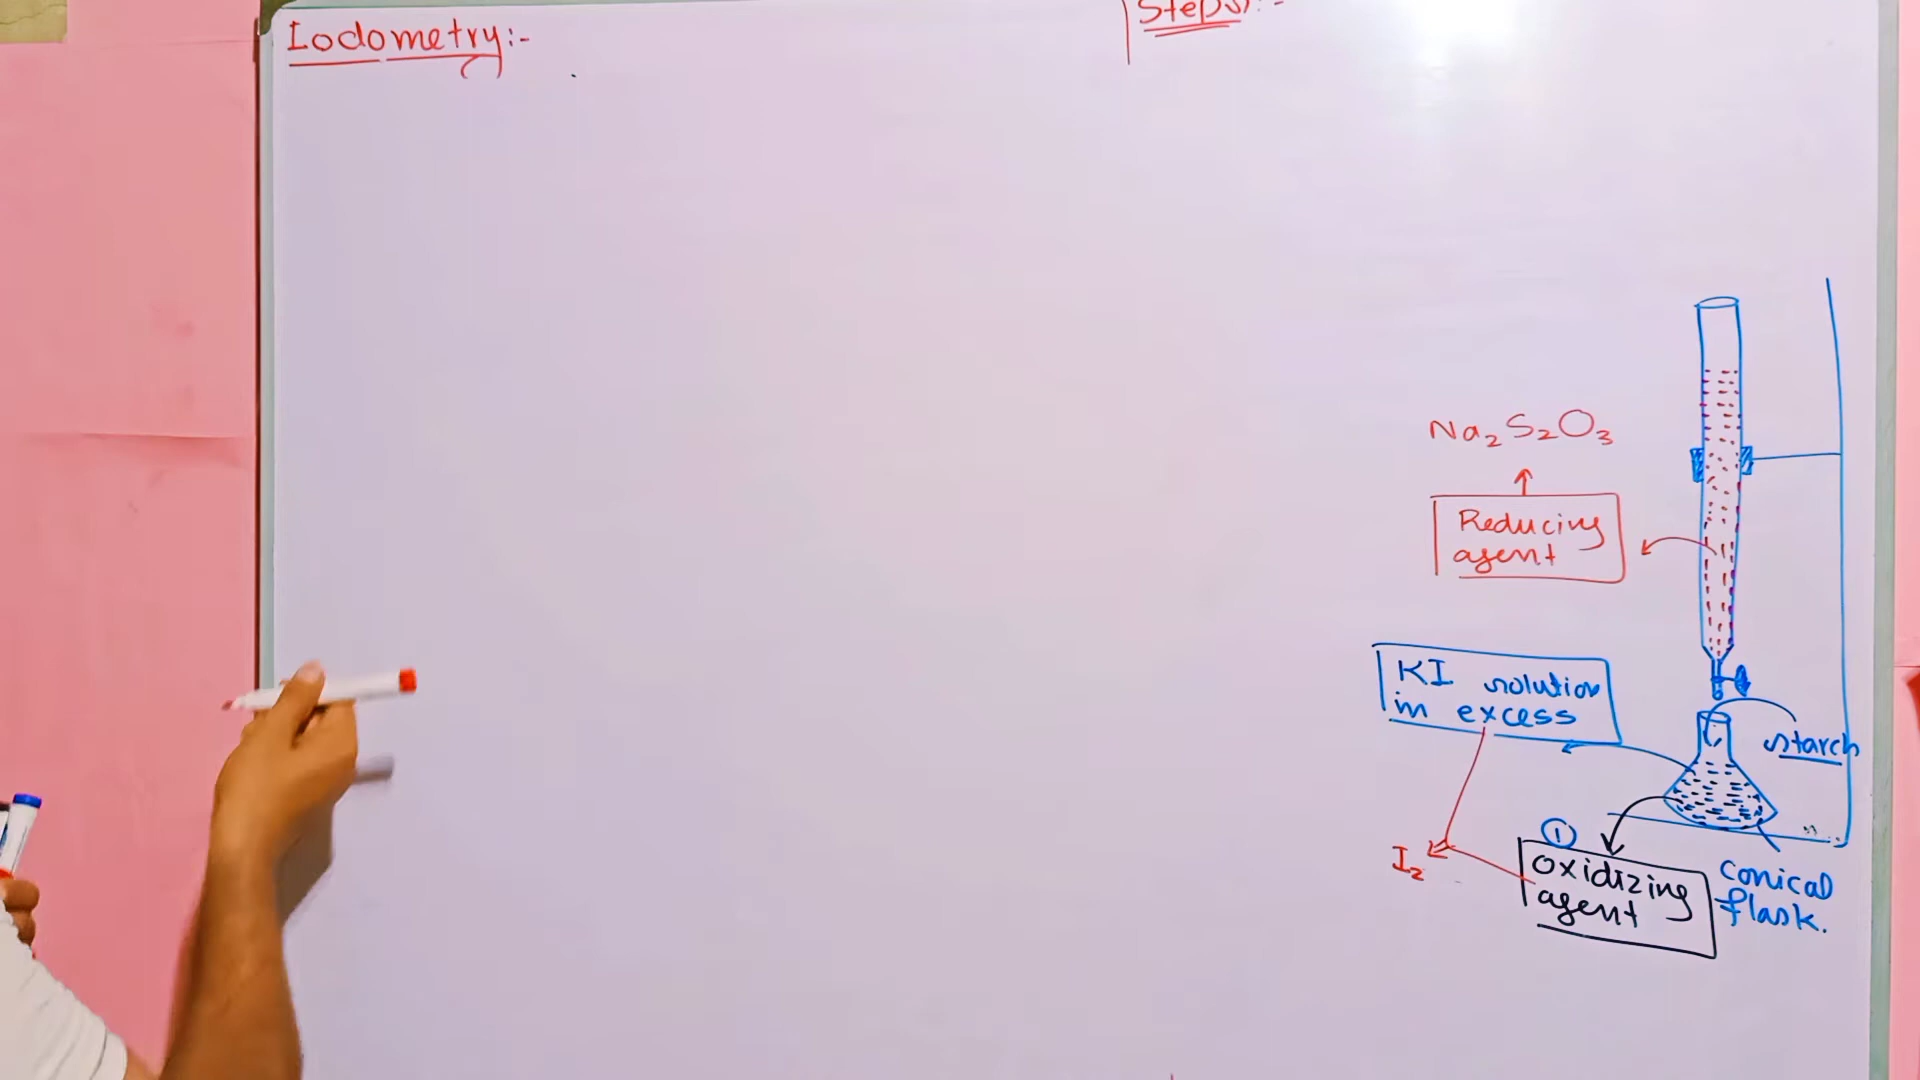 Iodometry:-
Steps:-
Na2S2O3
Reducing
agent
KI solution
in excess
starch
I2
1
oxidizing
agent
conical
flask.